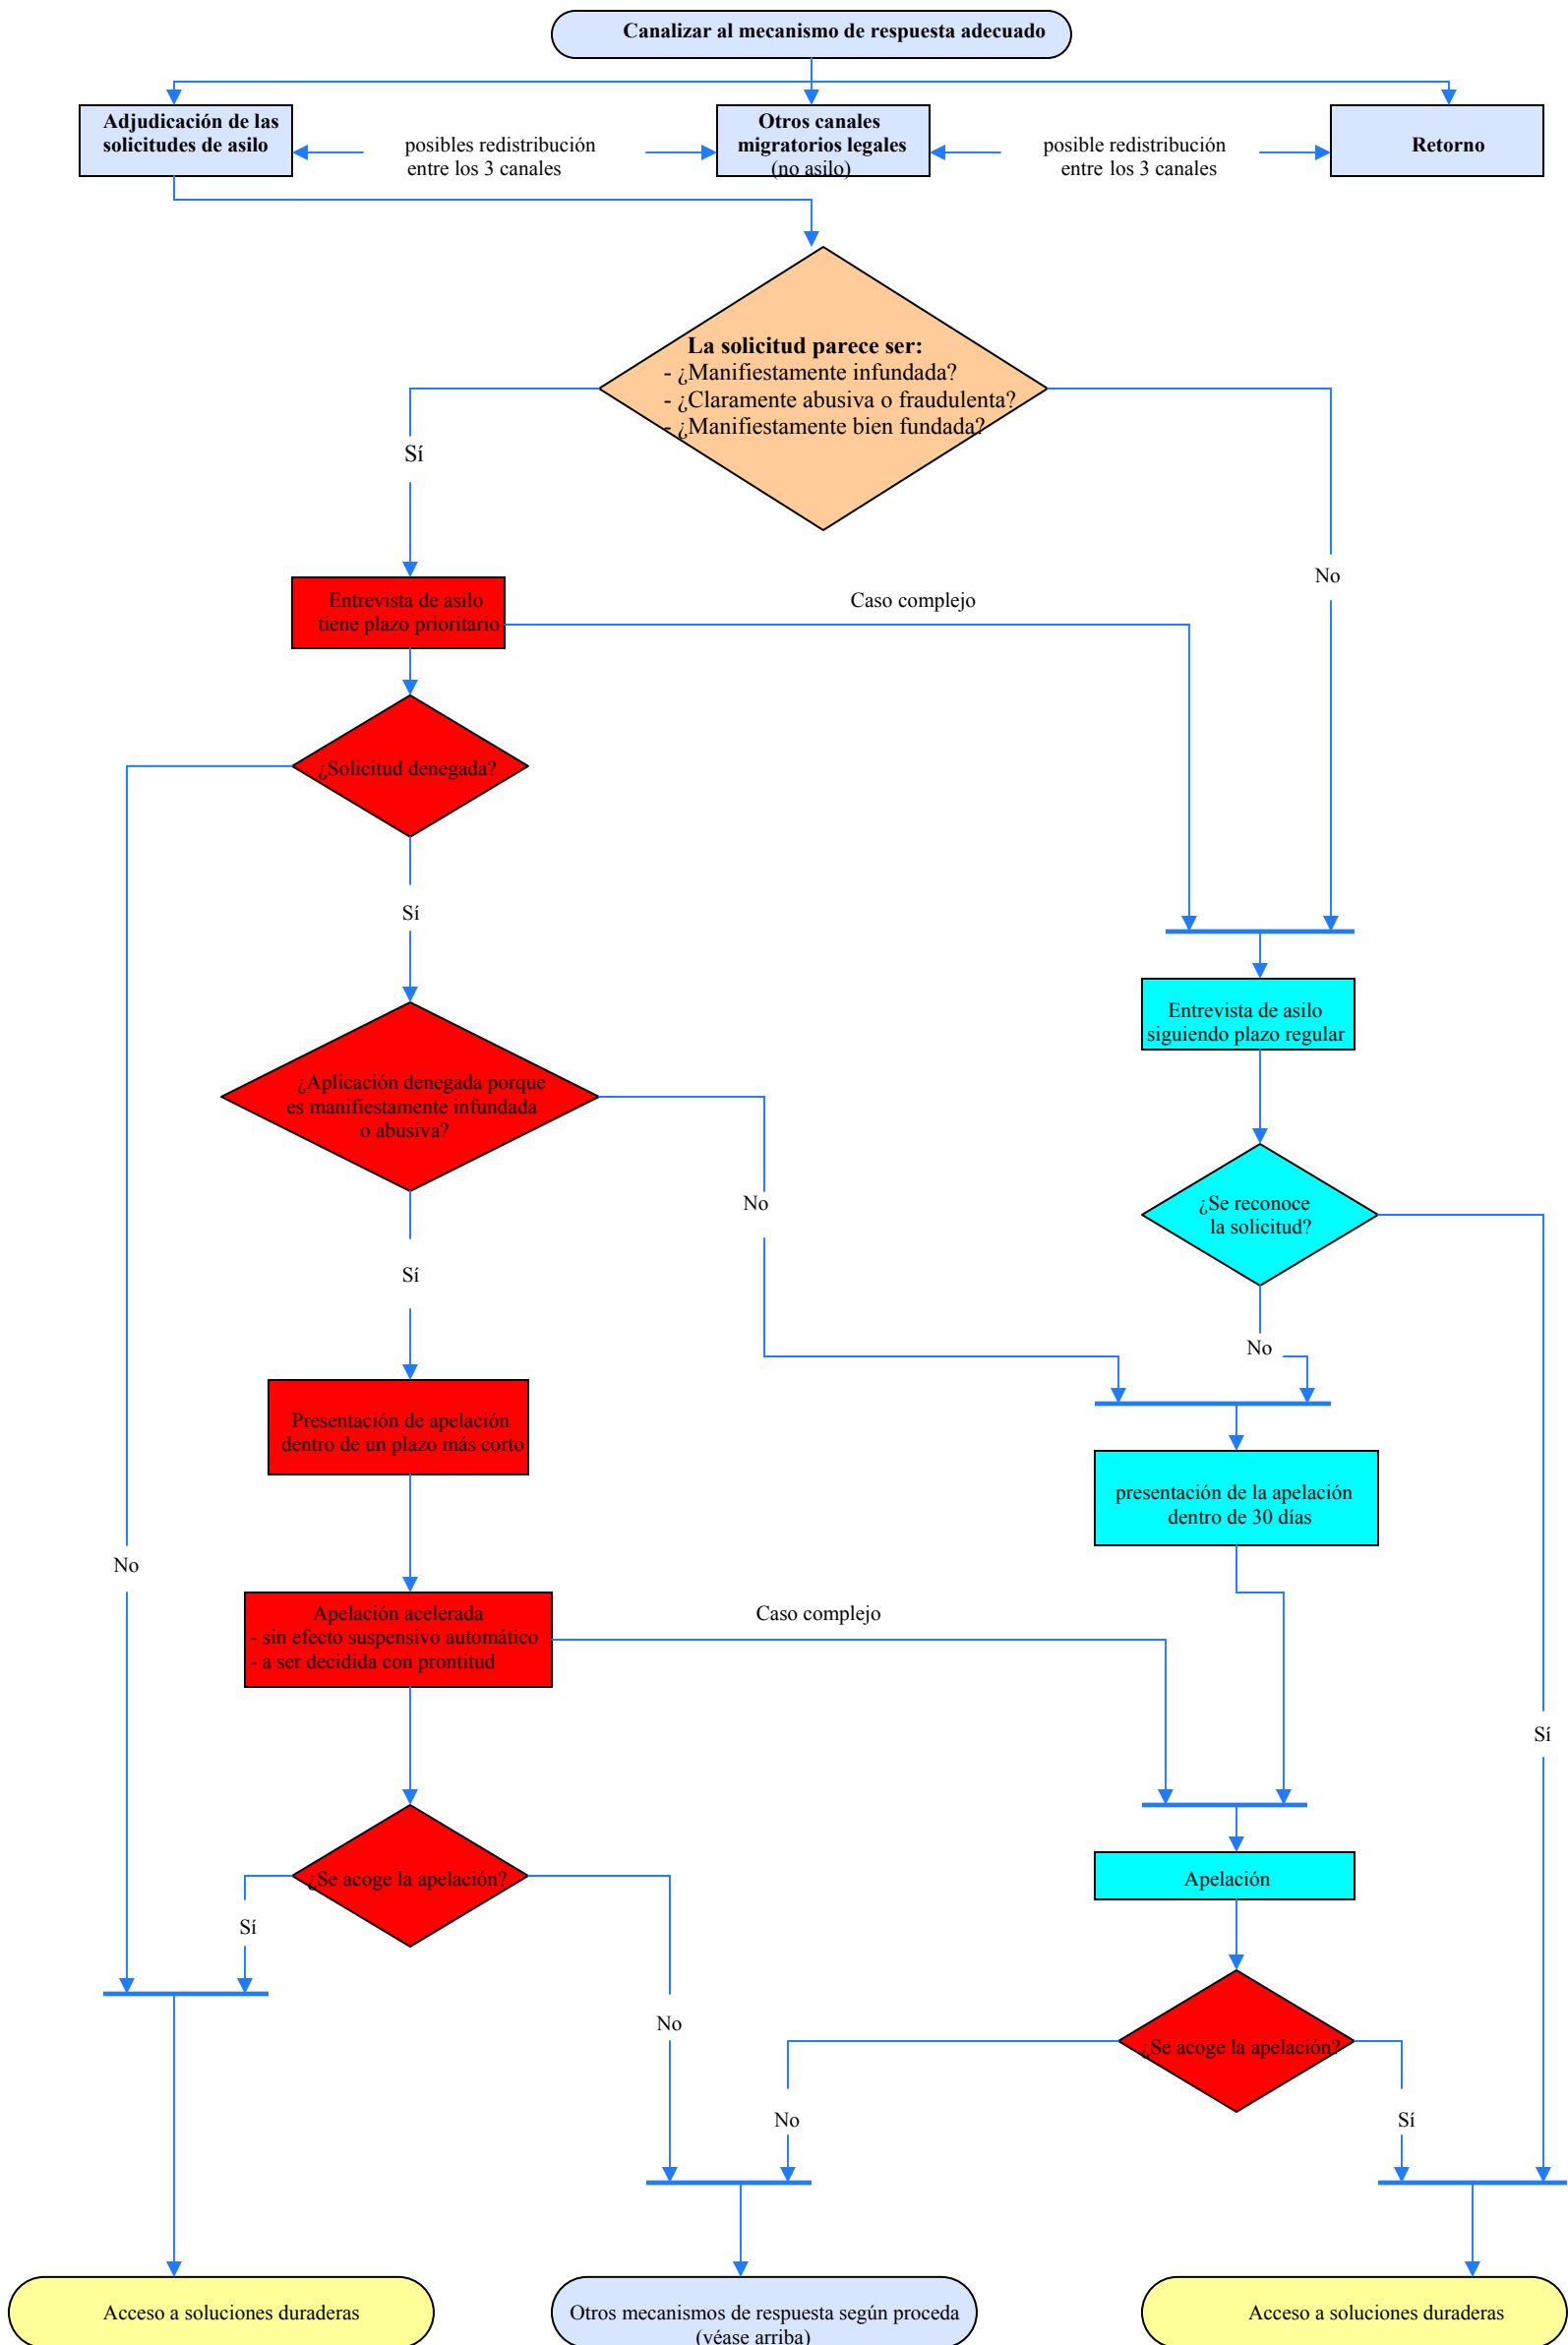 Canalizar al mecanismo de respuesta adecuado
Adjudicación de las
solicitudes de asilo
posibles redistribución
entre los 3 canales
Otros canales
migratorios legales
(no asilo)
posible redistribución
entre los 3 canales
Retorno
La solicitud parece ser:
- ¿Manifiestamente infundada?
- ¿Claramente abusiva o fraudulenta?
- ¿Manifiestamente bien fundada?
Sí
No
Entrevista de asilo
tiene plazo prioritario
Caso complejo
¿Solicitud denegada?
Sí
Entrevista de asilo
siguiendo plazo regular
¿Aplicación denegada porque
es manifiestamente infundada
o abusiva?
No
¿Se reconoce
la solicitud?
Sí
No
Presentación de apelación
dentro de un plazo más corto
presentación de la apelación
dentro de 30 días
No
Apelación acelerada
- sin efecto suspensivo automático
- a ser decidida con prontitud
Caso complejo
Sí
¿Se acoge la apelación?
Apelación
Sí
No
¿Se acoge la apelación?
No
Sí
Acceso a soluciones duraderas
Otros mecanismos de respuesta según proceda
(véase arriba)
Acceso a soluciones duraderas